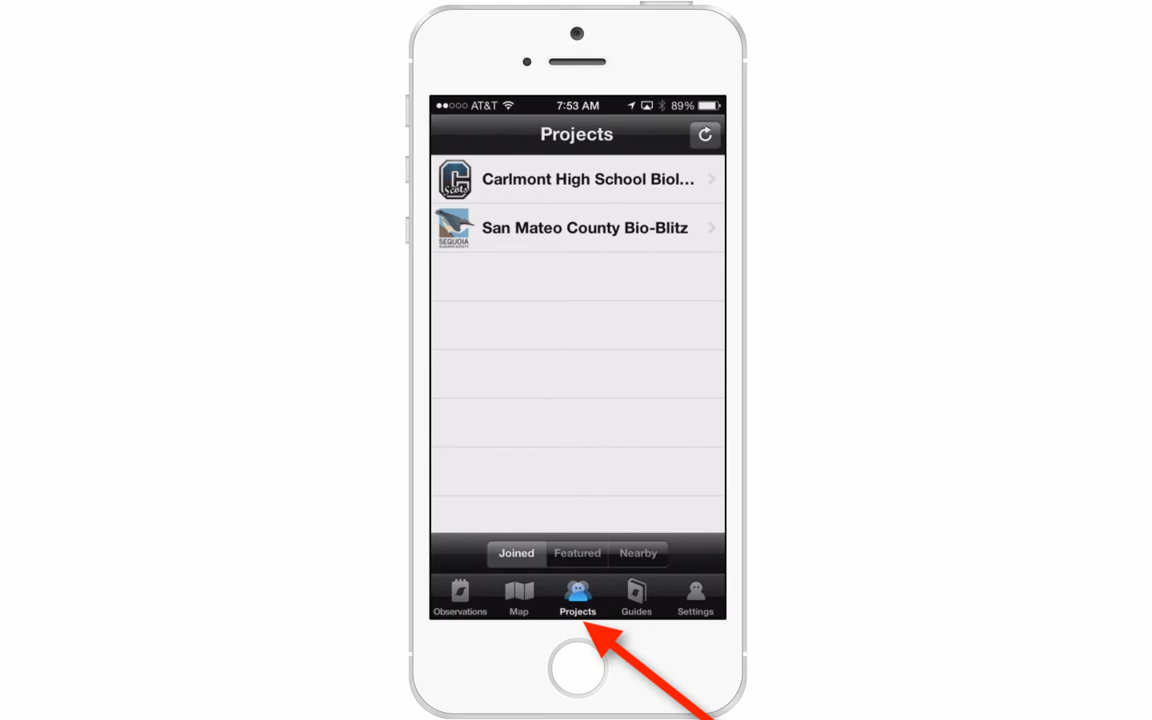 AT&T 7:53 AM 89%
Projects
C
Scots
Carlmont High School Biol...
SEQUOIA
San Mateo County Bio-Blitz
Joined Featured Nearby
Observations Map Projects Guides Settings